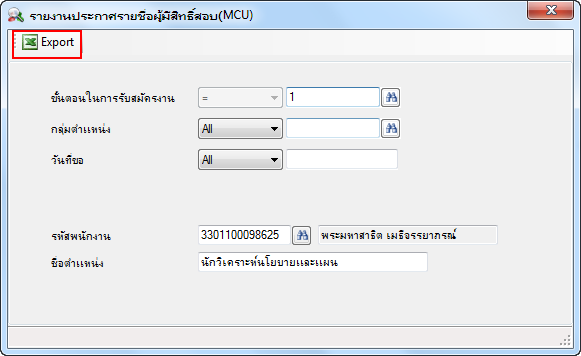 รายงานประกาศรายชื่อผู้มีสิทธิ์สอบ(MCU)
Export
ขั้นตอนในการรับสมัครงาน = 1
กลุ่มตำแหน่ง All
วันที่ขอ All
รหัสพนักงาน 3301100098625 พระมหาสาธิต เมธีจรรยาภรณ์
ชื่อตำแหน่ง นักวิเคราะห์นโยบายและแผน